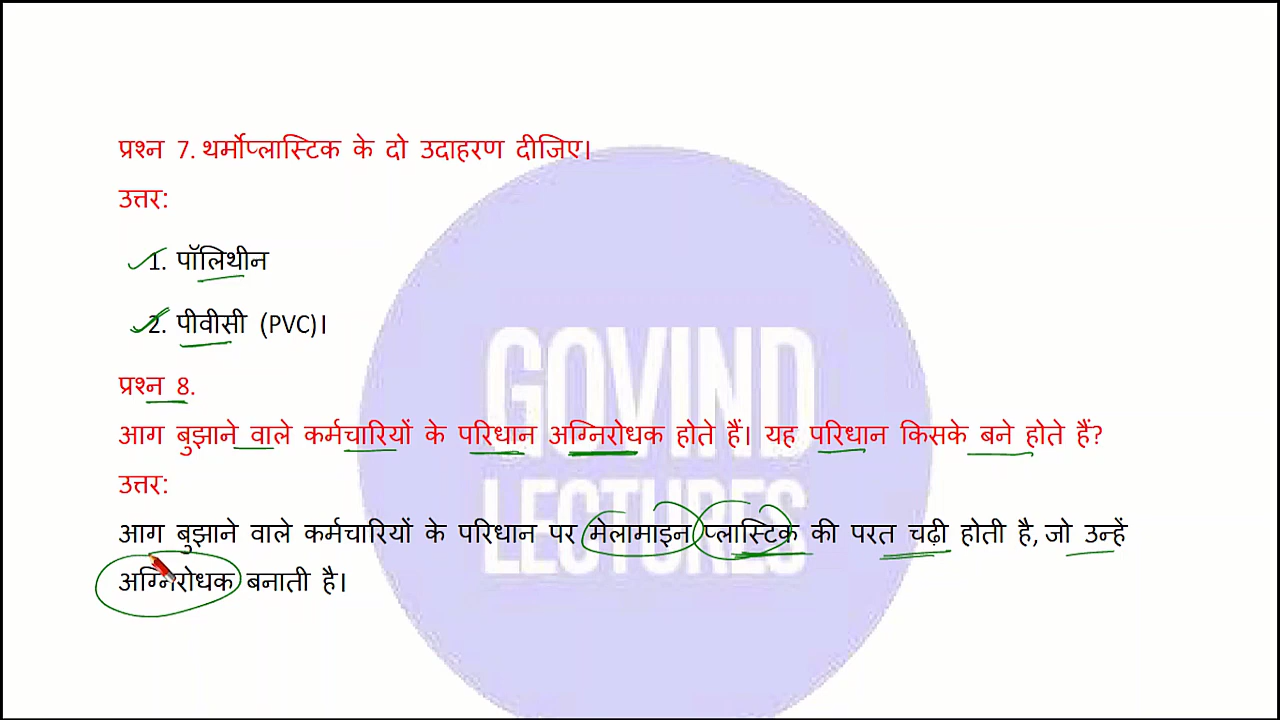 प्रश्न 7. थर्मोप्लास्टिक के दो उदाहरण दीजिए।
उत्तर:
1. पॉलिथीन
2. पीवीसी (PVC)।
प्रश्न 8.
आग बुझाने वाले कर्मचारियों के परिधान अग्निरोधक होते हैं। यह परिधान किसके बने होते हैं?
उत्तर:
आग बुझाने वाले कर्मचारियों के परिधान पर मेलामाइन प्लास्टिक की परत चढ़ी होती है, जो उन्हें
अग्निरोधक बनाती है।
GOVIND
LECTURES